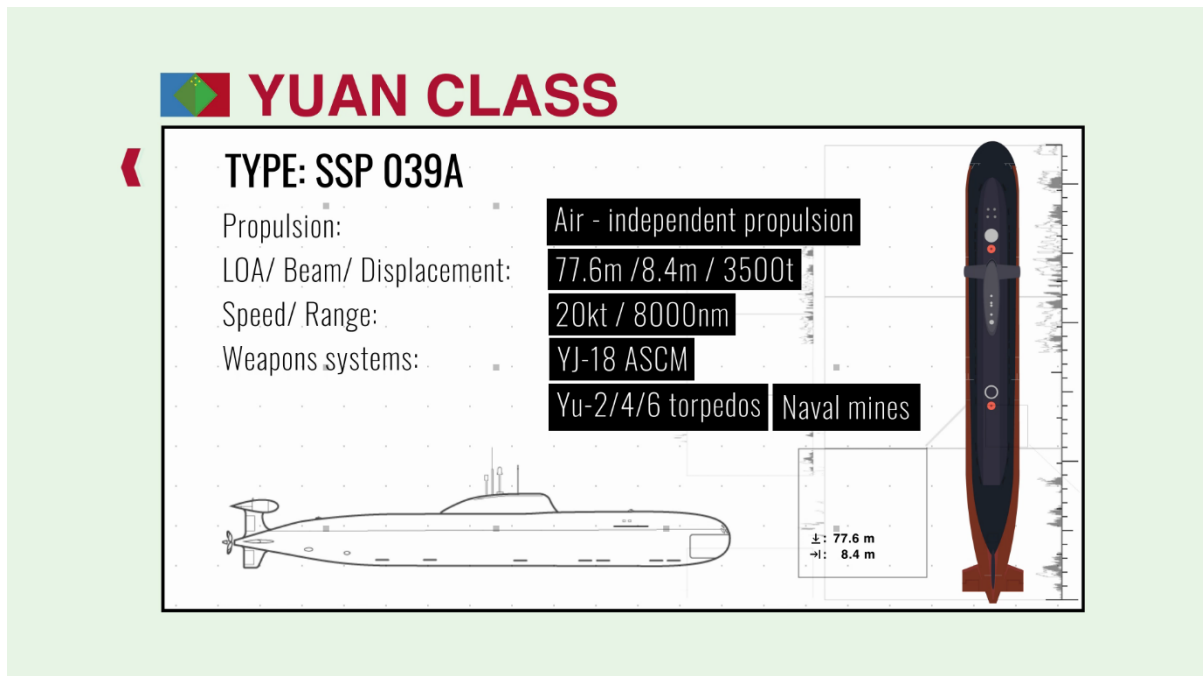 YUAN CLASS
TYPE: SSP 039A
Propulsion: Air - independent propulsion
LOA/ Beam/ Displacement: 77.6m /8.4m / 3500t
Speed/ Range: 20kt / 8000nm
Weapons systems: YJ-18 ASCM
Yu-2/4/6 torpedos Naval mines
: 77.6 m
: 8.4 m